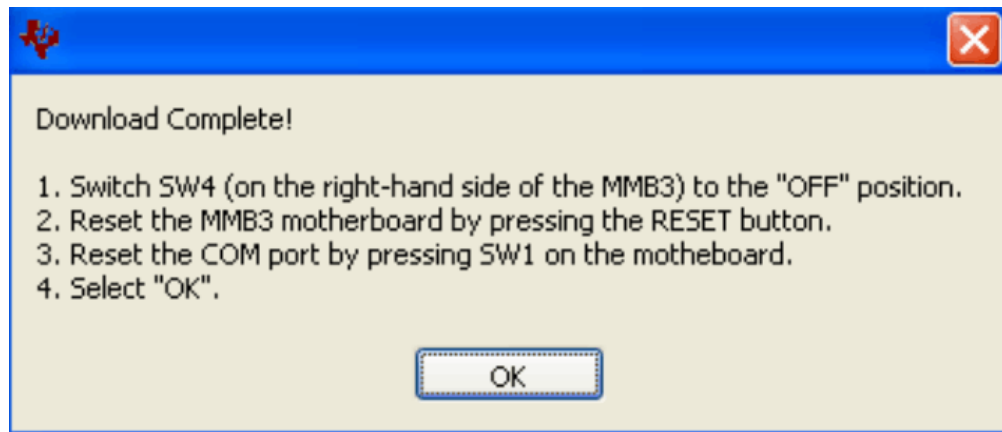 Download Complete!
1. Switch SW4 (on the right-hand side of the MMB3) to the "OFF" position.
2. Reset the MMB3 motherboard by pressing the RESET button.
3. Reset the COM port by pressing SW1 on the motheboard.
4. Select "OK".
OK